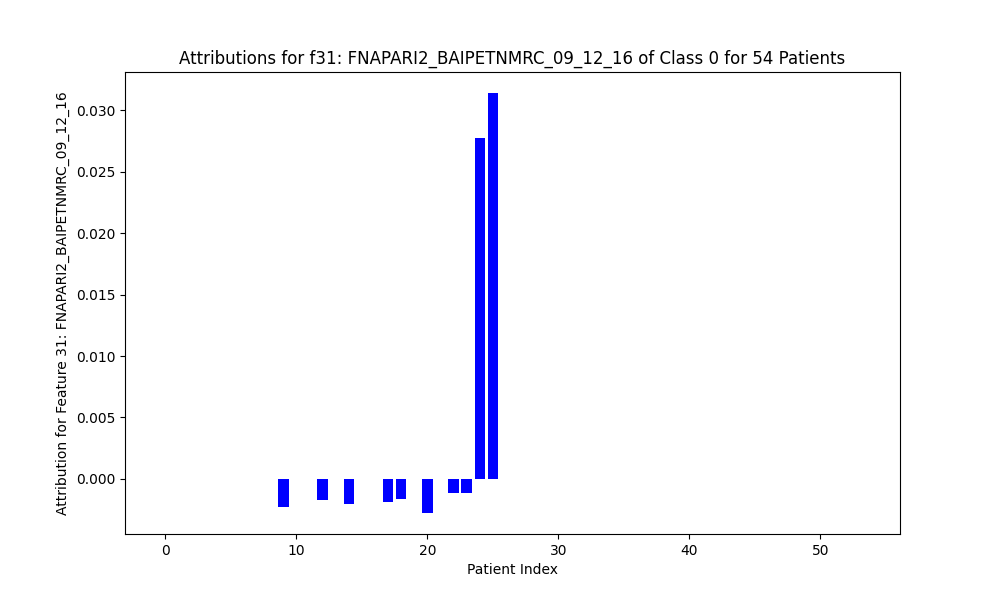 Attributions for f31: FNAPARI2_BAIPETNMRC_09_12_16 of Class 0 for 54 Patients
Attribution for Feature 31: FNAPARI2_BAIPETNMRC_09_12_16
0.030
0.025
0.020
0.015
0.010
0.005
0.000
0 10 20 30 40 50
Patient Index